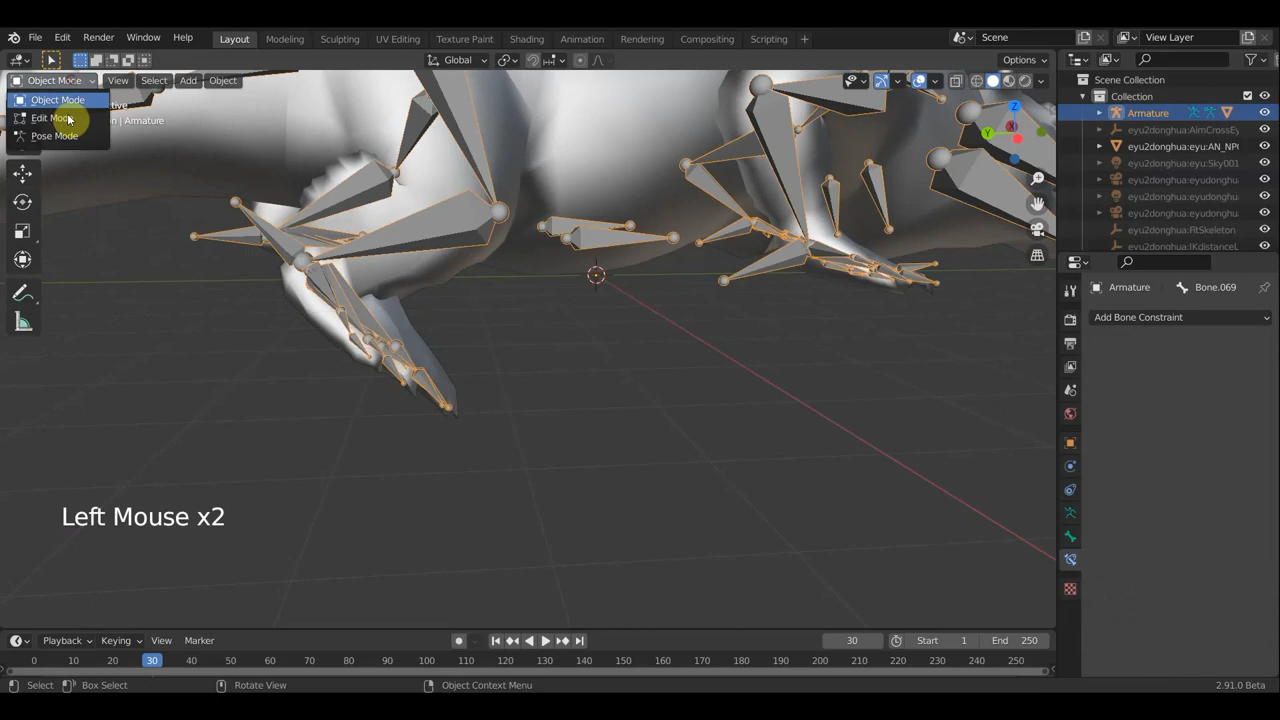 File Edit Render Window Help Layout Modeling Sculpting UV Editing Texture Paint Shading Animation Rendering Compositing Scripting + Scene View Layer
Global Options
Object Mode View Select Add Object
Scene Collection
Object Mode
Collection
Edit Mode
Armature
| Armature
Pose Mode
eyu2donghua:AimCrossEy
eyu2donghua:eyu:AN_NP
eyu2donghua:eyu:Sky001
eyu2donghua:eyudonghu
eyu2donghua:eyudonghu
eyu2donghua:eyudonghu
eyu2donghua:FitSkeleton
eyu2donghua:IKdistanceL
Armature Bone.069
Add Bone Constraint
Z
Y
X
Left Mouse x2
Playback Keying View Marker 30 Start 1 End 250
0 10 20 30 40 50 60 70 80 90 100 110 120 130 140 150 160 170 180 190 200 210 220 230 240 250
Select Box Select Rotate View Object Context Menu 2.91.0 Beta